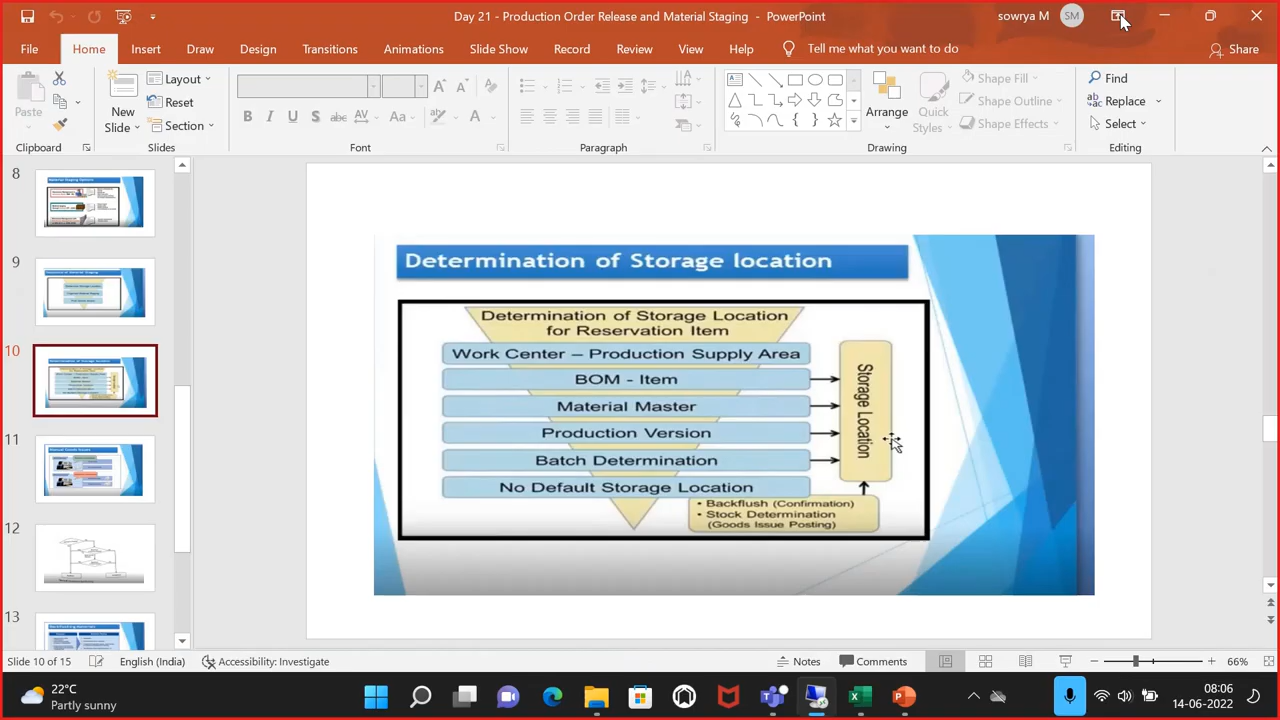 Day 21 - Production Order Release and Material Staging - PowerPoint
sowrya M
SM
File
Home
Insert
Draw
Design
Transitions
Animations
Slide Show
Record
Review
View
Help
Tell me what you want to do
Share
Paste
Clipboard
New
Slide
Layout
Reset
Section
Slides
B I U S abc AV Aa A
Font
Paragraph
Arrange
Quick
Styles
Shape Fill
Shape Outline
Shape Effects
Drawing
Find
Replace
Select
Editing
8
9
10
11
12
13
Determination of Storage location
Determination of Storage Location
for Reservation Item
Work Center – Production Supply Area
BOM - Item
Material Master
Production Version
Batch Determination
No Default Storage Location
Storage Location
• Backflush (Confirmation)
• Stock Determination
(Goods Issue Posting)
Slide 10 of 15
English (India)
Accessibility: Investigate
Notes
Comments
66%
22°C
Partly sunny
08:06
14-06-2022